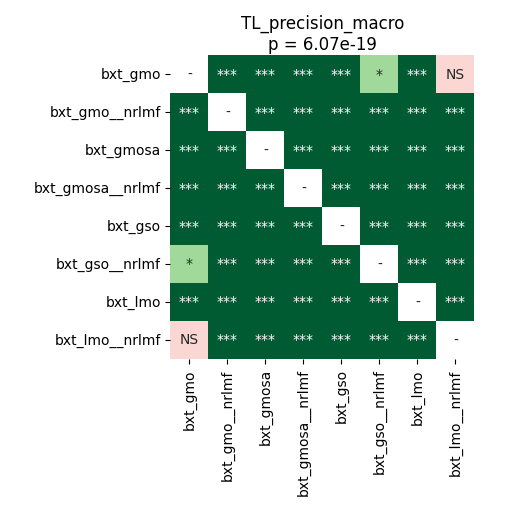 TL_precision_macro
p = 6.07e-19
bxt_gmo - *** *** *** *** * *** NS
bxt_gmo__nrlmf *** - *** *** *** *** *** ***
bxt_gmosa *** *** - *** *** *** *** ***
bxt_gmosa__nrlmf *** *** *** - *** *** *** ***
bxt_gso *** *** *** *** - *** *** ***
bxt_gso__nrlmf * *** *** *** *** - *** ***
bxt_lmo *** *** *** *** *** *** - ***
bxt_lmo__nrlmf NS *** *** *** *** *** *** -
bxt_gmo
bxt_gmo__nrlmf
bxt_gmosa
bxt_gmosa__nrlmf
bxt_gso
bxt_gso__nrlmf
bxt_lmo
bxt_lmo__nrlmf